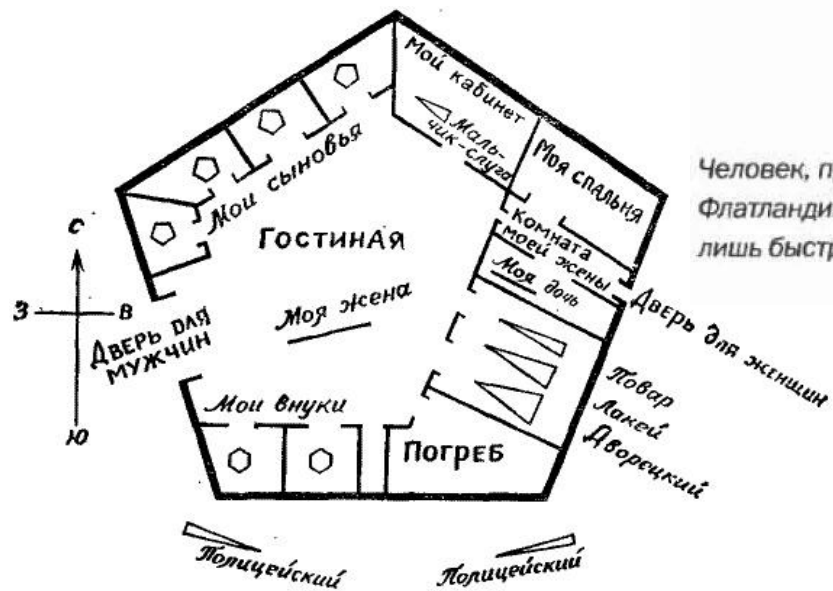 Мой кабинет
Маль-
чик-слуга
Моя спальня
Мои сыновья
Гостиная
Комната
моей жены
Моя дочь
Моя жена
С
З
В
Ю
Дверь для
мужчин
Дверь для женщин
Повар
Лакей
Дворецкий
Мои внуки
Погреб
Полицейский
Полицейский
Человек,
Флатланди
лишь